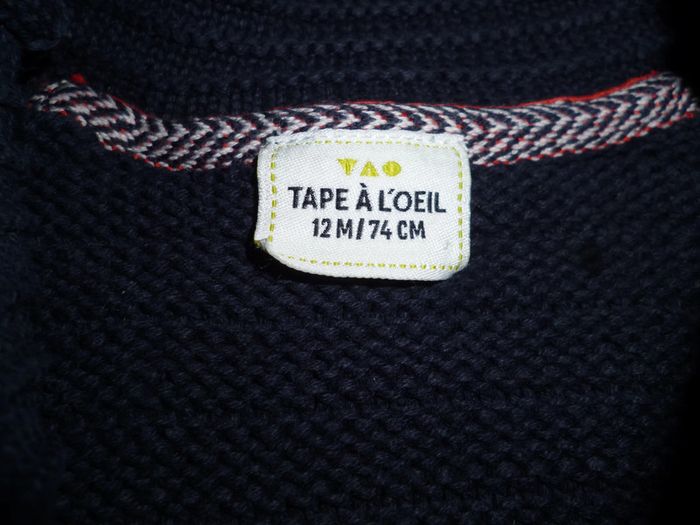 TAO
TAPE À L'OEIL
12 M/74 CM